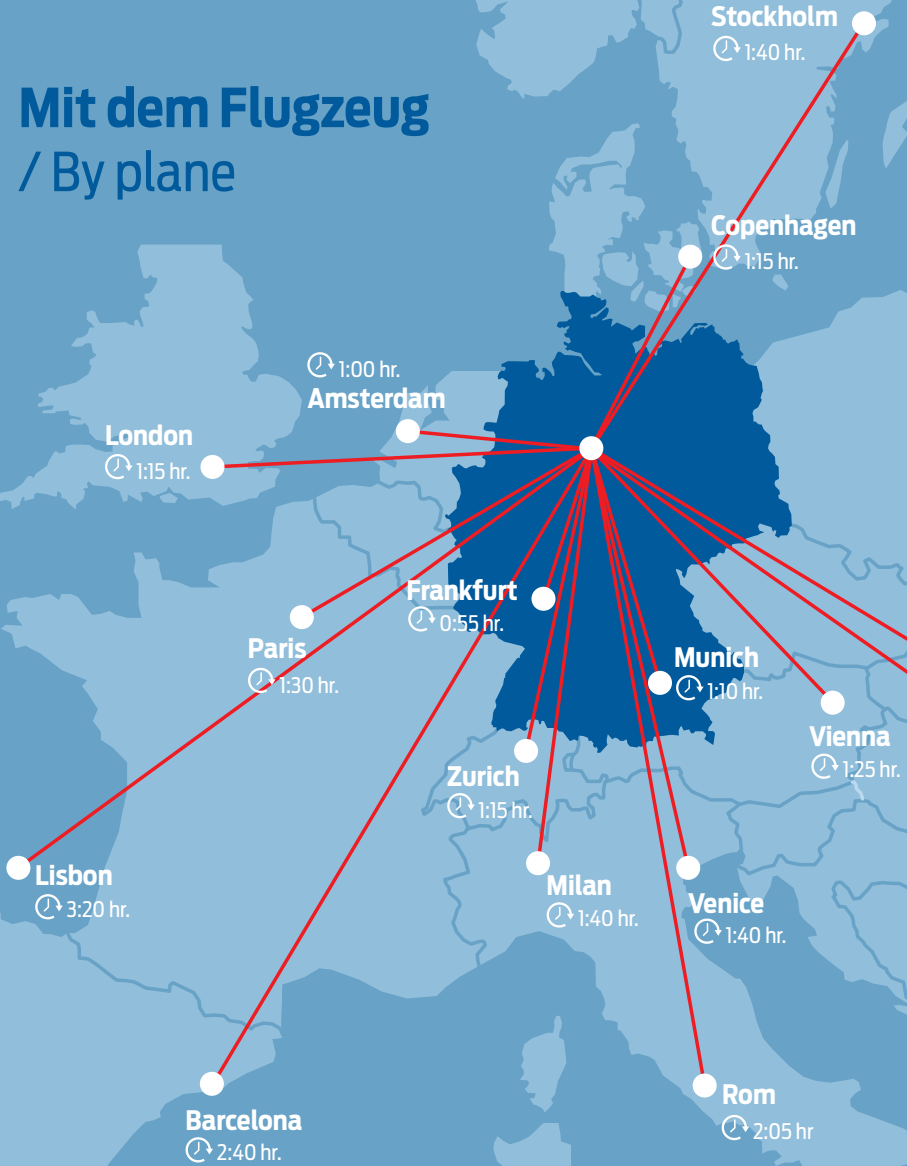 Stockholm
1:40 hr.
Mit dem Flugzeug
/ By plane
Copenhagen
1:15 hr.
1:00 hr.
Amsterdam
London
1:15 hr.
Frankfurt
0:55 hr.
Paris
1:30 hr.
Munich
1:10 hr.
Vienna
1:25 hr.
Zurich
1:15 hr.
Lisbon
3:20 hr.
Milan
1:40 hr.
Venice
1:40 hr.
Rom
2:05 hr
Barcelona
2:40 hr.